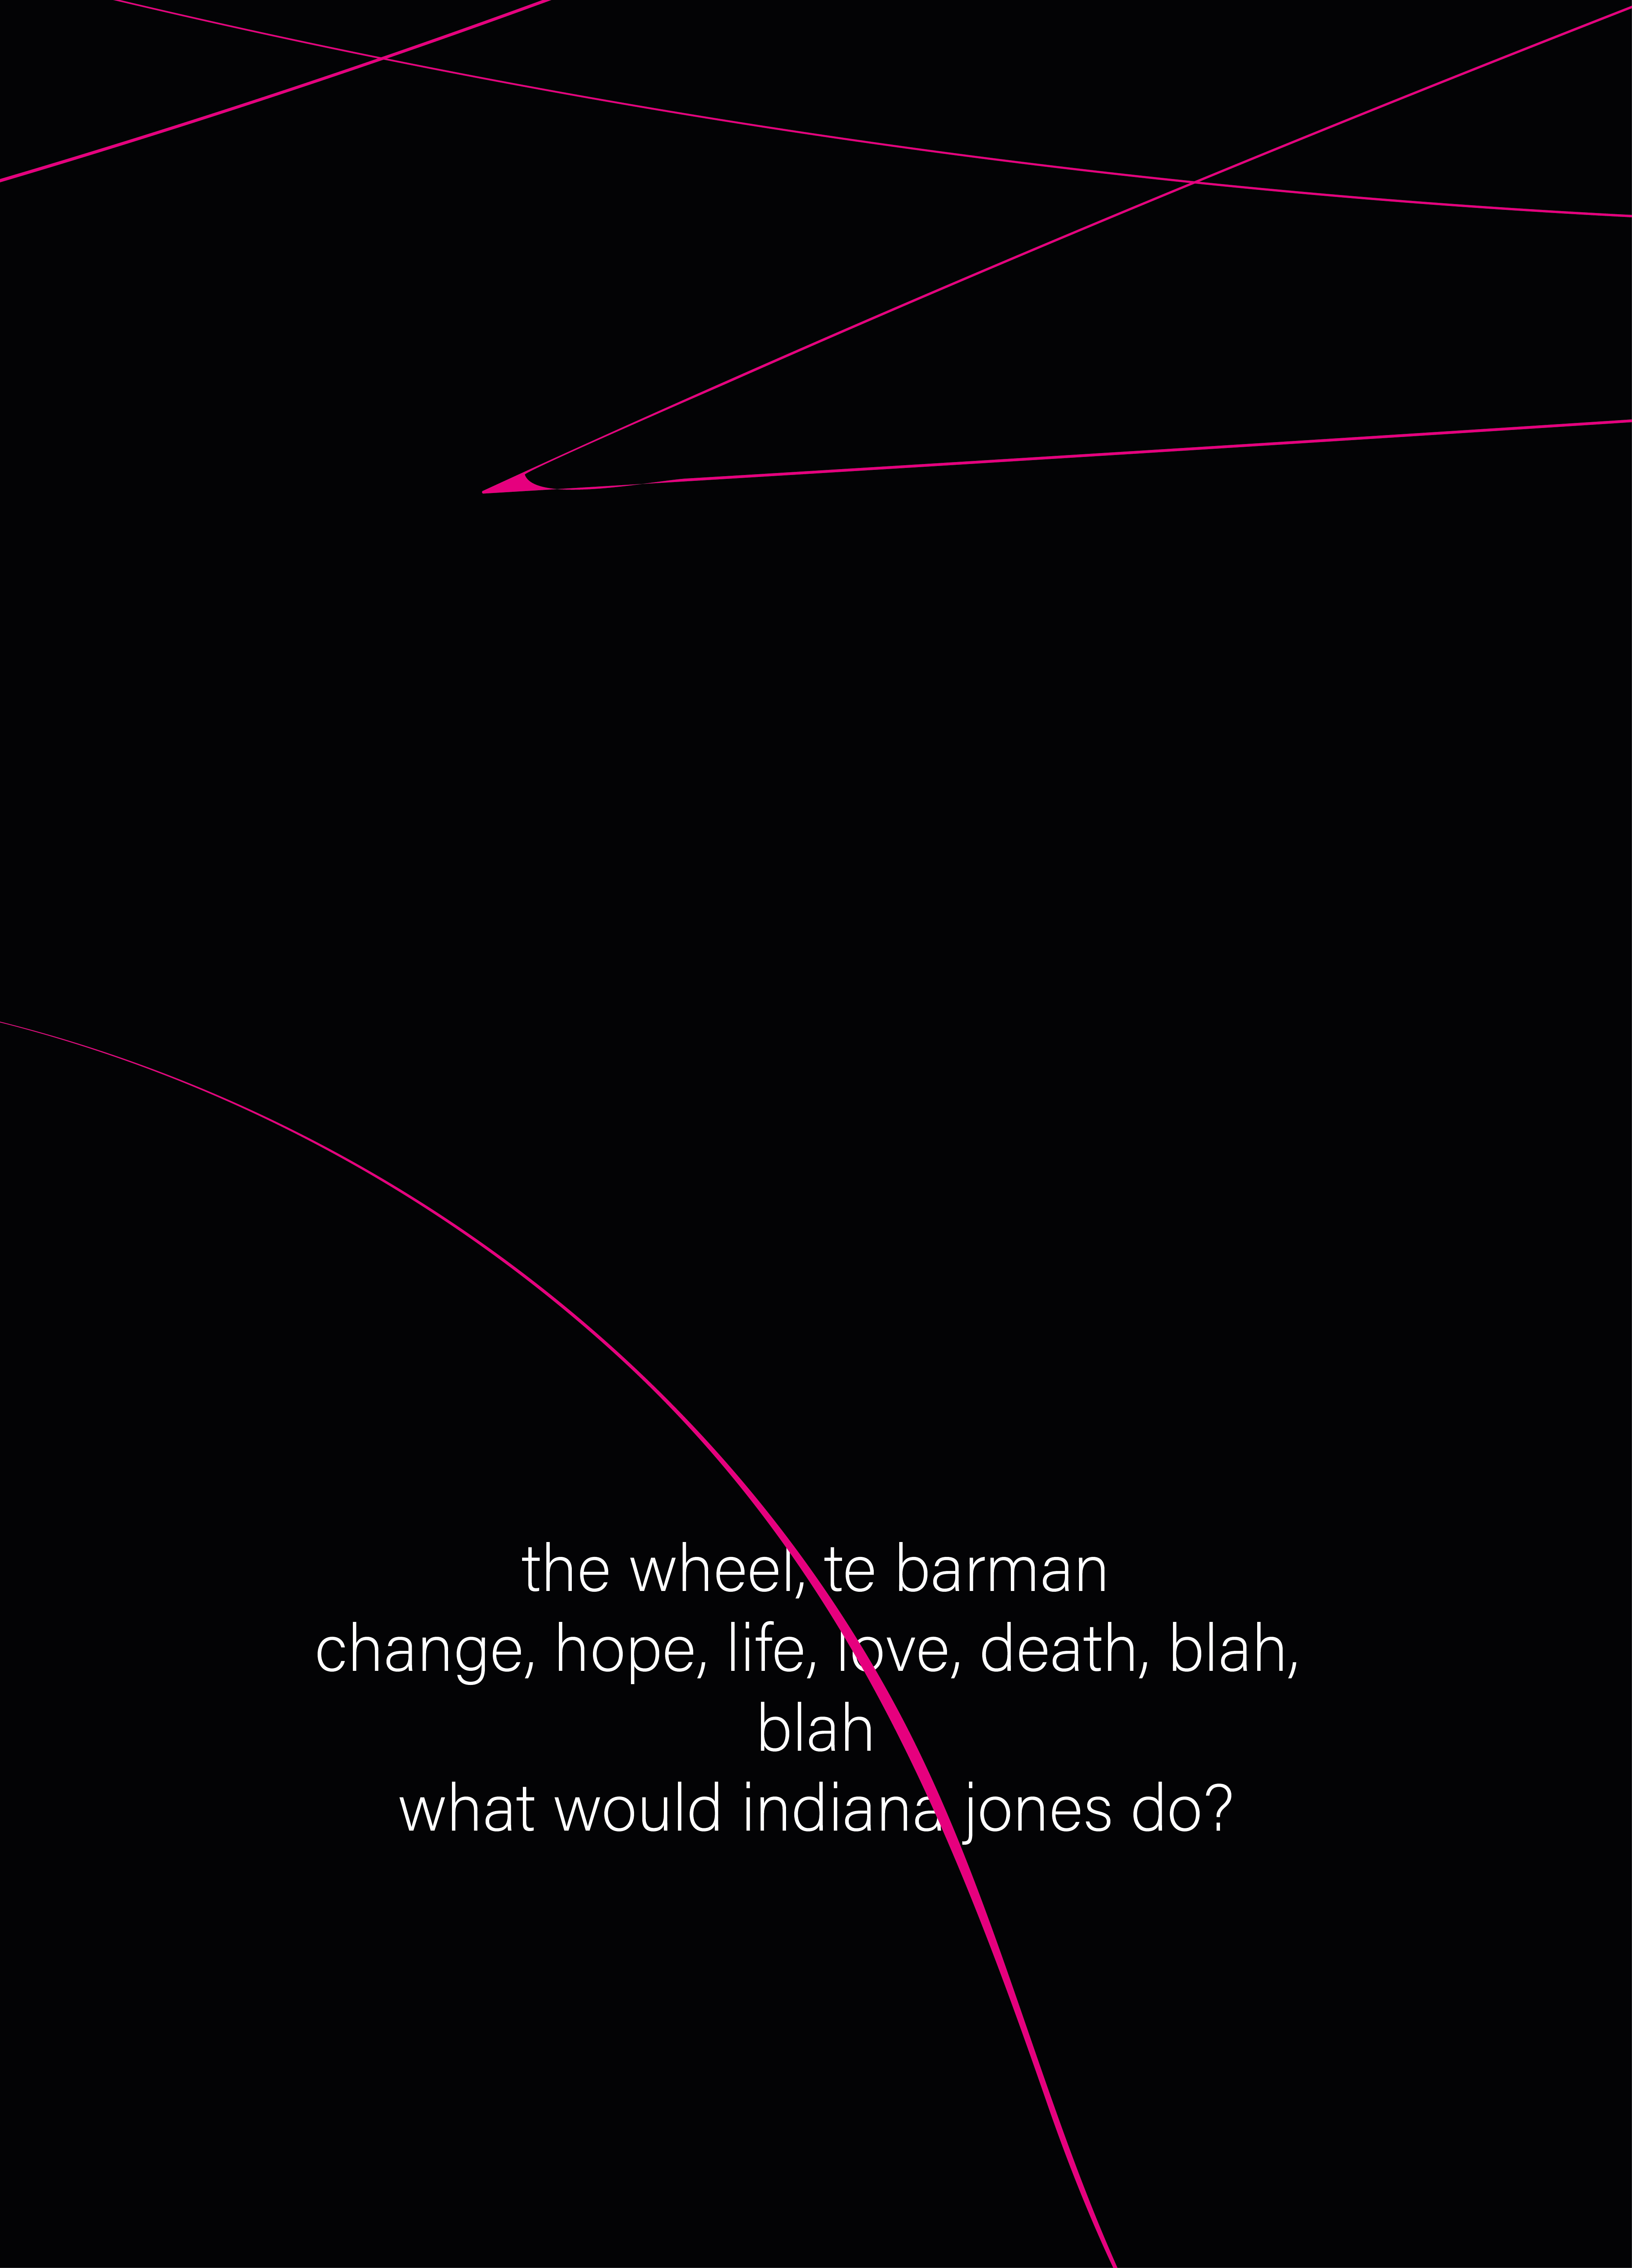 the wheel, te barman
change, hope, life, love, death, blah,
blah
what would indiana jones do?